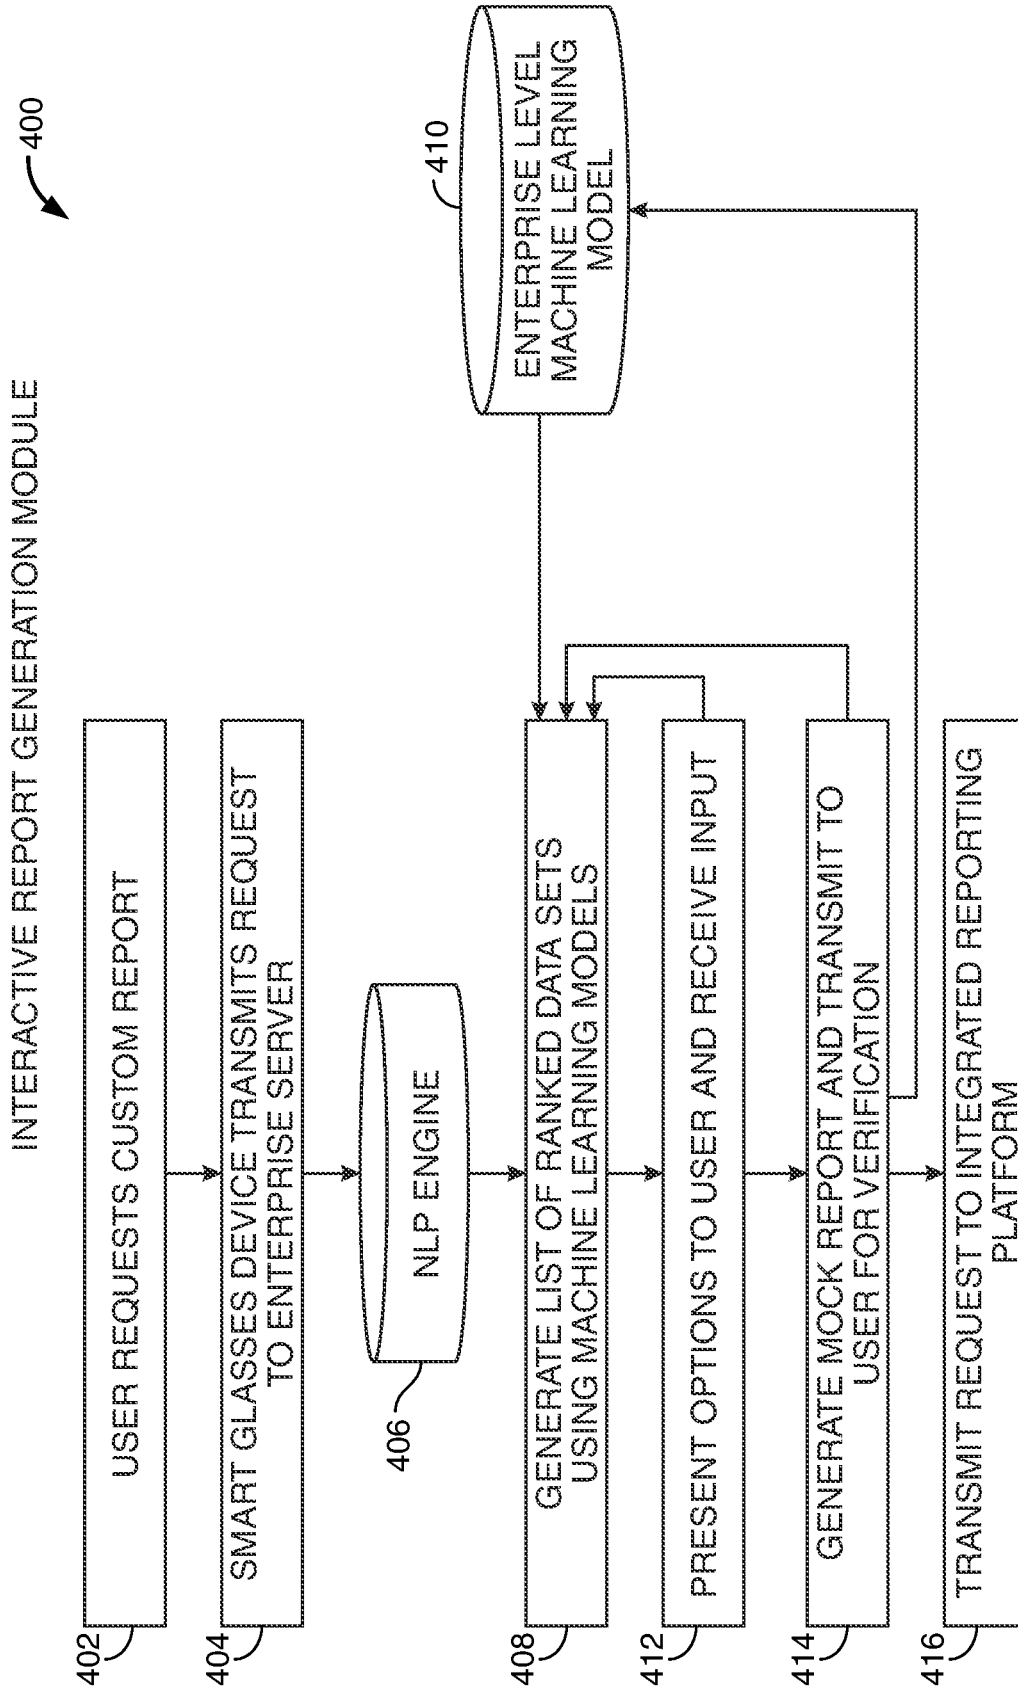 INTERACTIVE REPORT GENERATION MODULE
400
402
USER REQUESTS CUSTOM REPORT
404
SMART GLASSES DEVICE TRANSMITS REQUEST
TO ENTERPRISE SERVER
406
NLP ENGINE
408
GENERATE LIST OF RANKED DATA SETS
USING MACHINE LEARNING MODELS
410
ENTERPRISE LEVEL
MACHINE LEARNING
MODEL
412
PRESENT OPTIONS TO USER AND RECEIVE INPUT
414
GENERATE MOCK REPORT AND TRANSMIT TO
USER FOR VERIFICATION
416
TRANSMIT REQUEST TO INTEGRATED REPORTING
PLATFORM